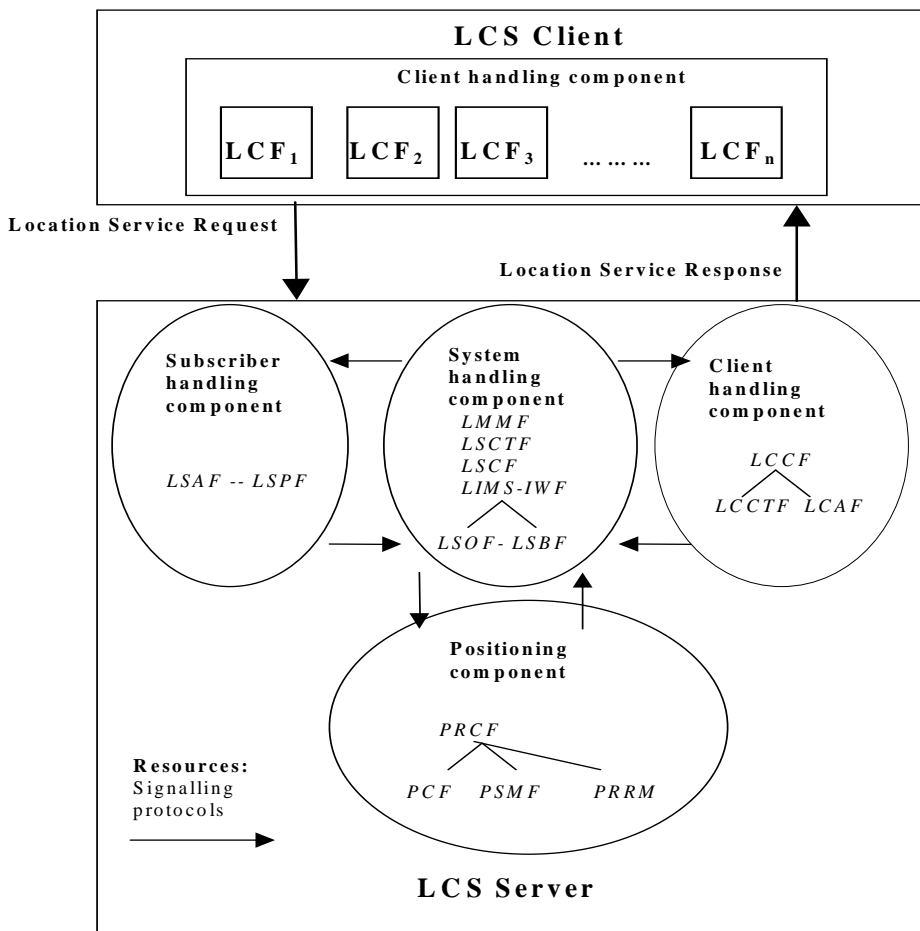 LCS Client
Client handling component
LCF1 LCF2 LCF3 ... ... ... LCFn
Location Service Request
Location Service Response
Subscriber
handling
component
LSAF -- LSPF
System
handling
component
LMMF
LSCTF
LSCF
LIMS-IWF
LSOF- LSBF
Client
handling
component
LCCF
LCCTF LCAF
Positioning
component
PRCF
PCF PSMF PRRM
Resources:
Signalling
protocols
LCS Server